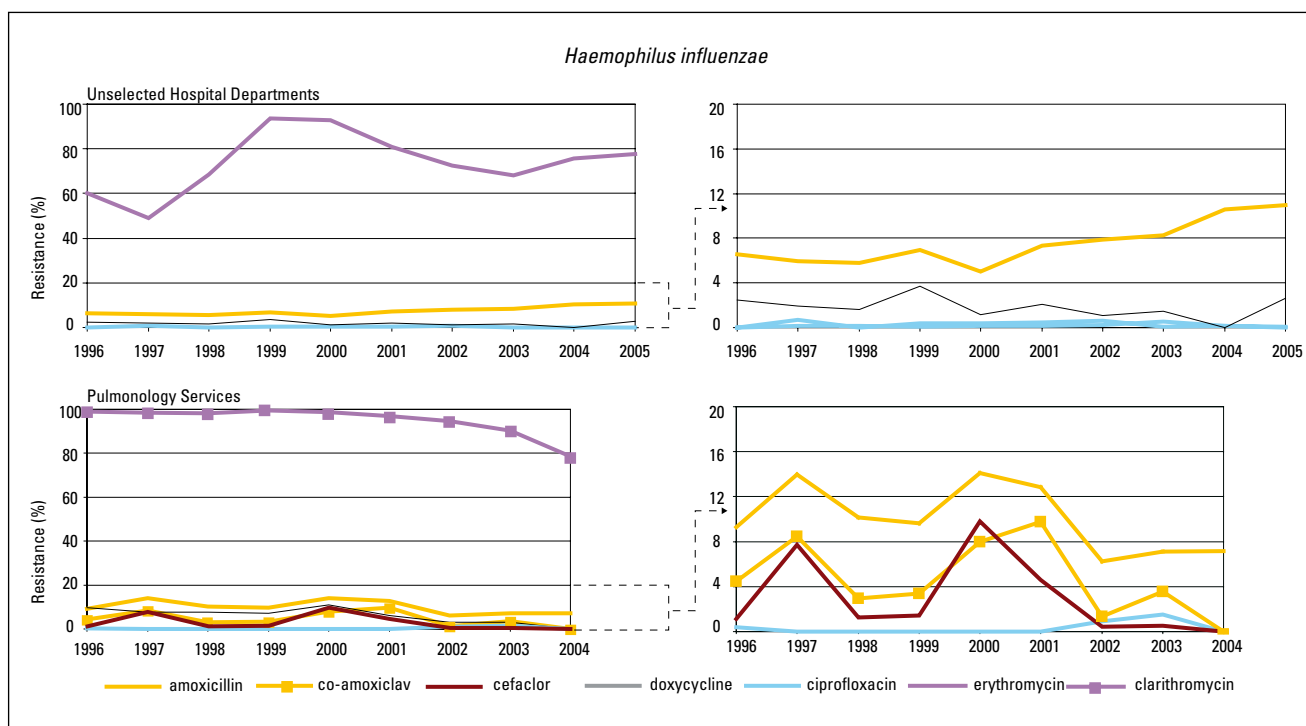 Haemophilus influenzae
Unselected Hospital Departments
Resistance (%)
100
80
60
40
20
0
1996 1997 1998 1999 2000 2001 2002 2003 2004 2005
20
16
12
8
4
0
1996 1997 1998 1999 2000 2001 2002 2003 2004 2005
Pulmonology Services
Resistance (%)
100
80
60
40
20
0
1996 1997 1998 1999 2000 2001 2002 2003 2004
20
16
12
8
4
0
1996 1997 1998 1999 2000 2001 2002 2003 2004
amoxicillin co-amoxiclav cefaclor doxycycline ciprofloxacin erythromycin clarithromycin